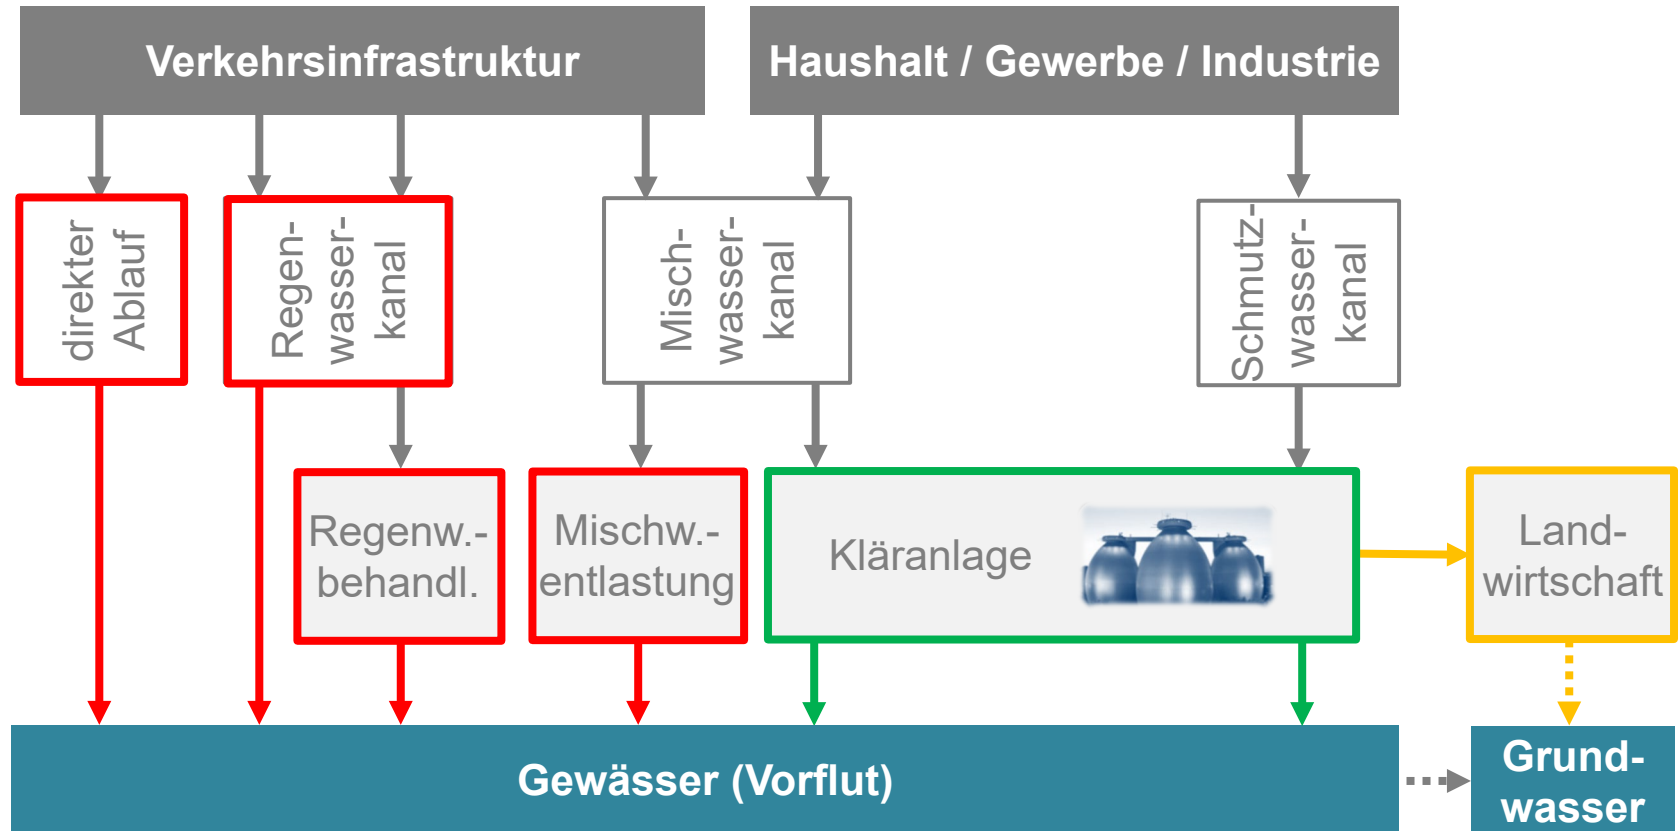 Verkehrsinfrastruktur
Haushalt / Gewerbe / Industrie
direkter
Ablauf
Regen-
wasser-
kanal
Misch-
wasser-
kanal
Schmutz-
wasser-
kanal
Regenw.-
behandl.
Mischw.-
entlastung
Kläranlage
Land-
wirtschaft
Gewässer (Vorflut)
Grund-
wasser